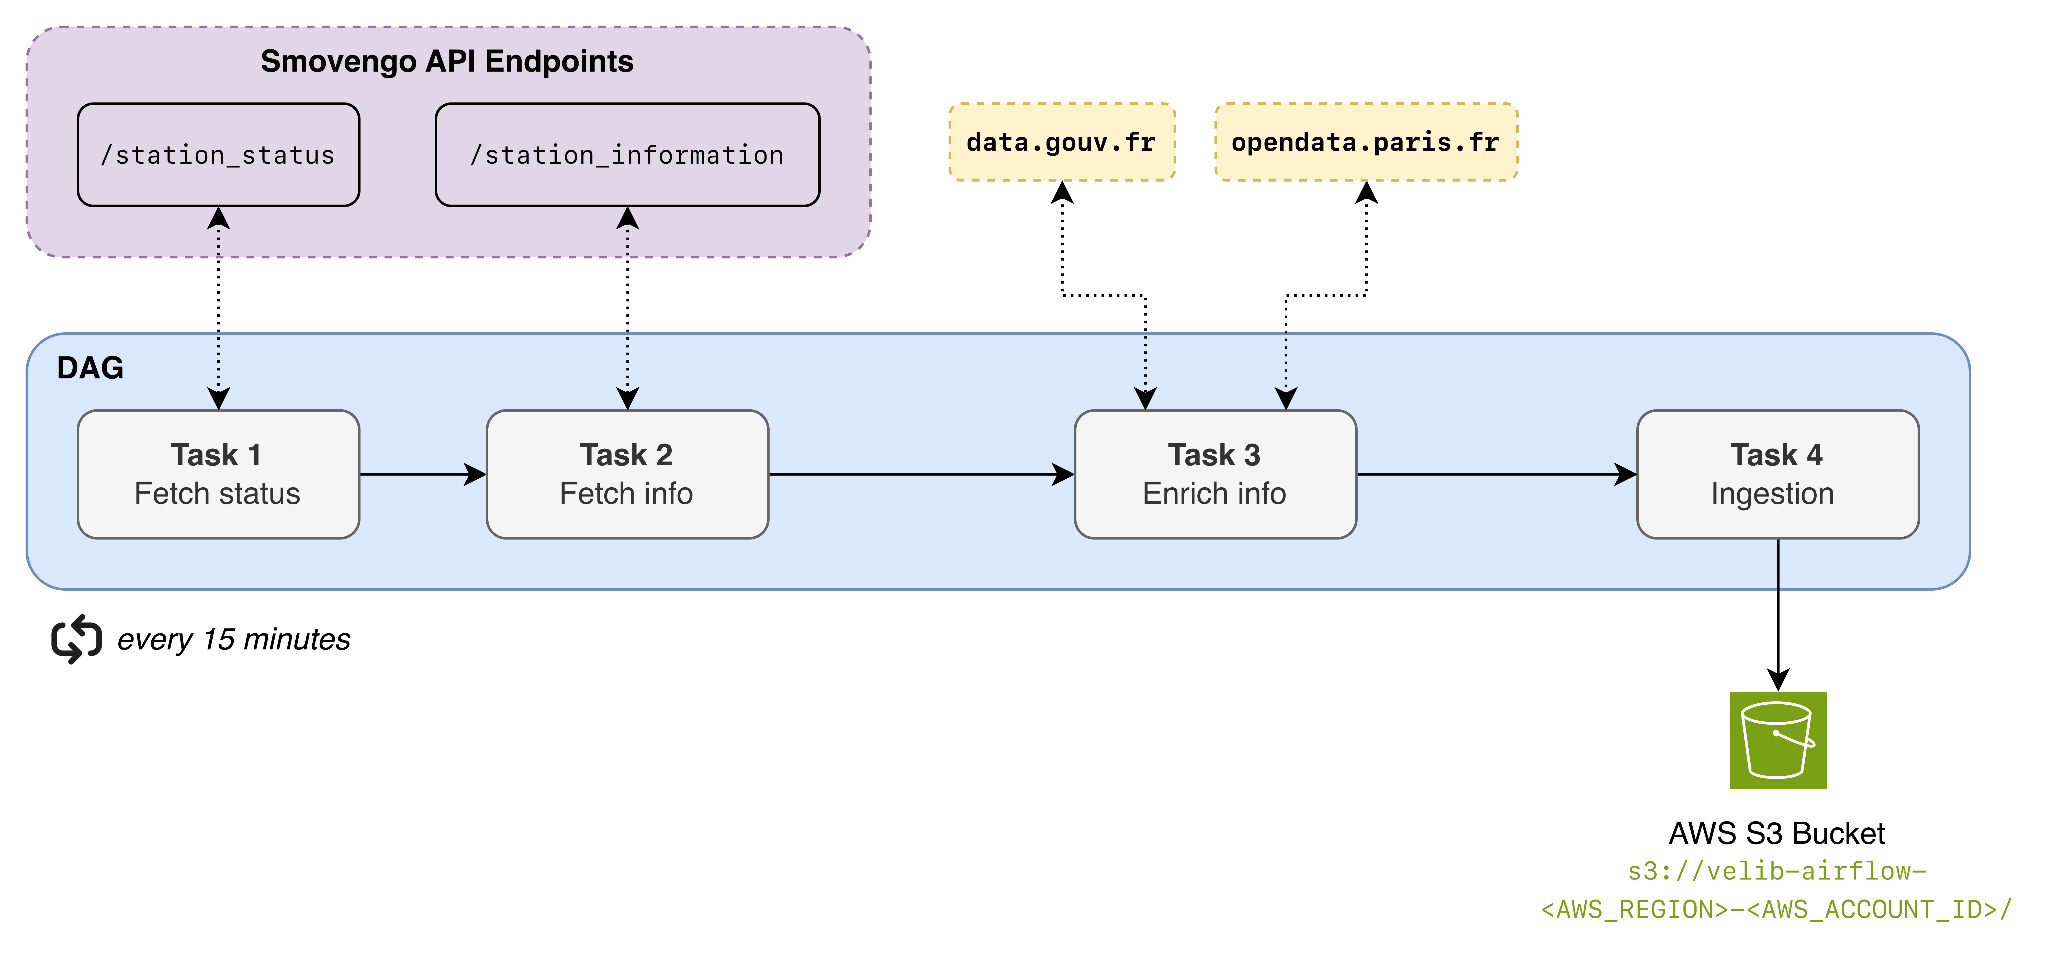 Smovengo API Endpoints
/station_status
/station_information
data.gouv.fr
opendata.paris.fr
DAG
Task 1
Fetch status
Task 2
Fetch info
Task 3
Enrich info
Task 4
Ingestion
every 15 minutes
AWS S3 Bucket
s3://velib-airflow-
<AWS_REGION>-<AWS_ACCOUNT_ID>/